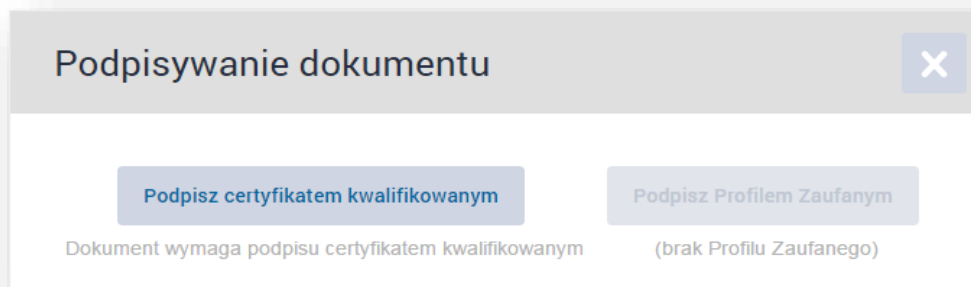 Podpisywanie dokumentu
Podpisz certyfikatem kwalifikowanym
Podpisz Profilem Zaufanym
Dokument wymaga podpisu certyfikatem kwalifikowanym
(brak Profilu Zaufanego)